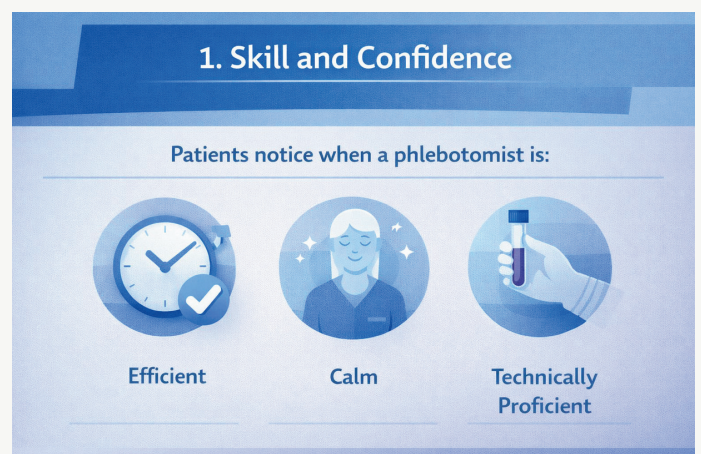 1. Skill and Confidence
Patients notice when a phlebotomist is:
Efficient
Calm
Technically
Proficient